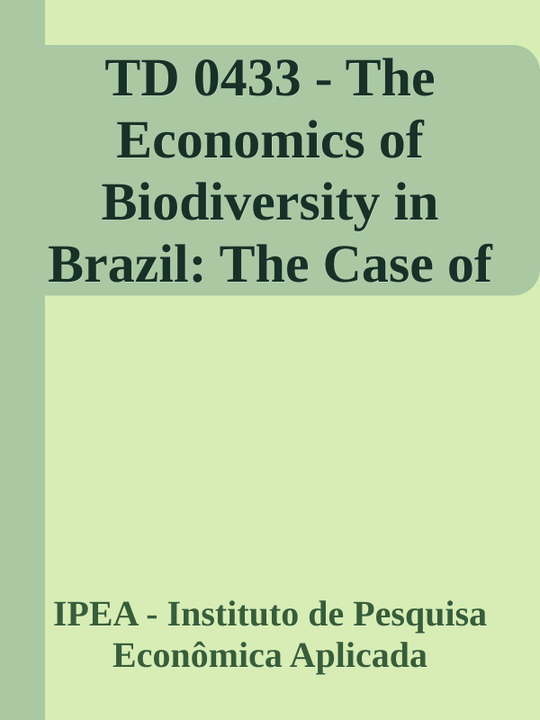 TD 0433 - The
Economics of
Biodiversity in
Brazil: The Case of
IPEA - Instituto de Pesquisa
Econômica Aplicada